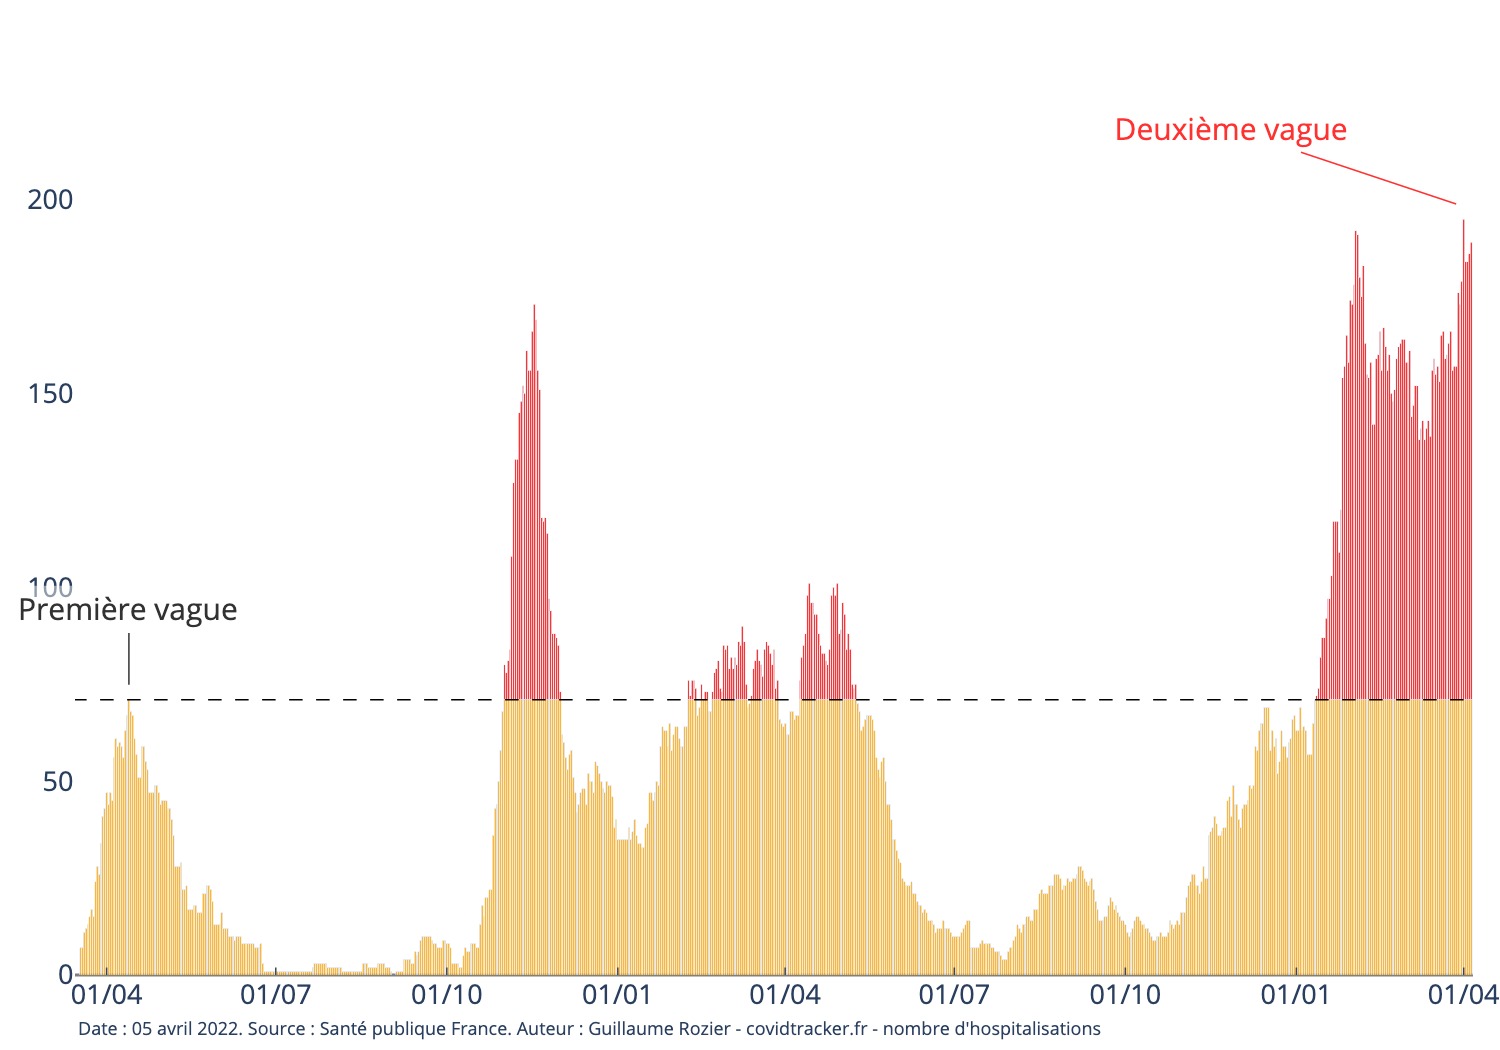 Deuxième vague
200
150
100
Première vague
50
0
01/04 01/07 01/10 01/01 01/04 01/07 01/10 01/01 01/04
Date : 05 avril 2022. Source : Santé publique France. Auteur : Guillaume Rozier - covidtracker.fr - nombre d'hospitalisations